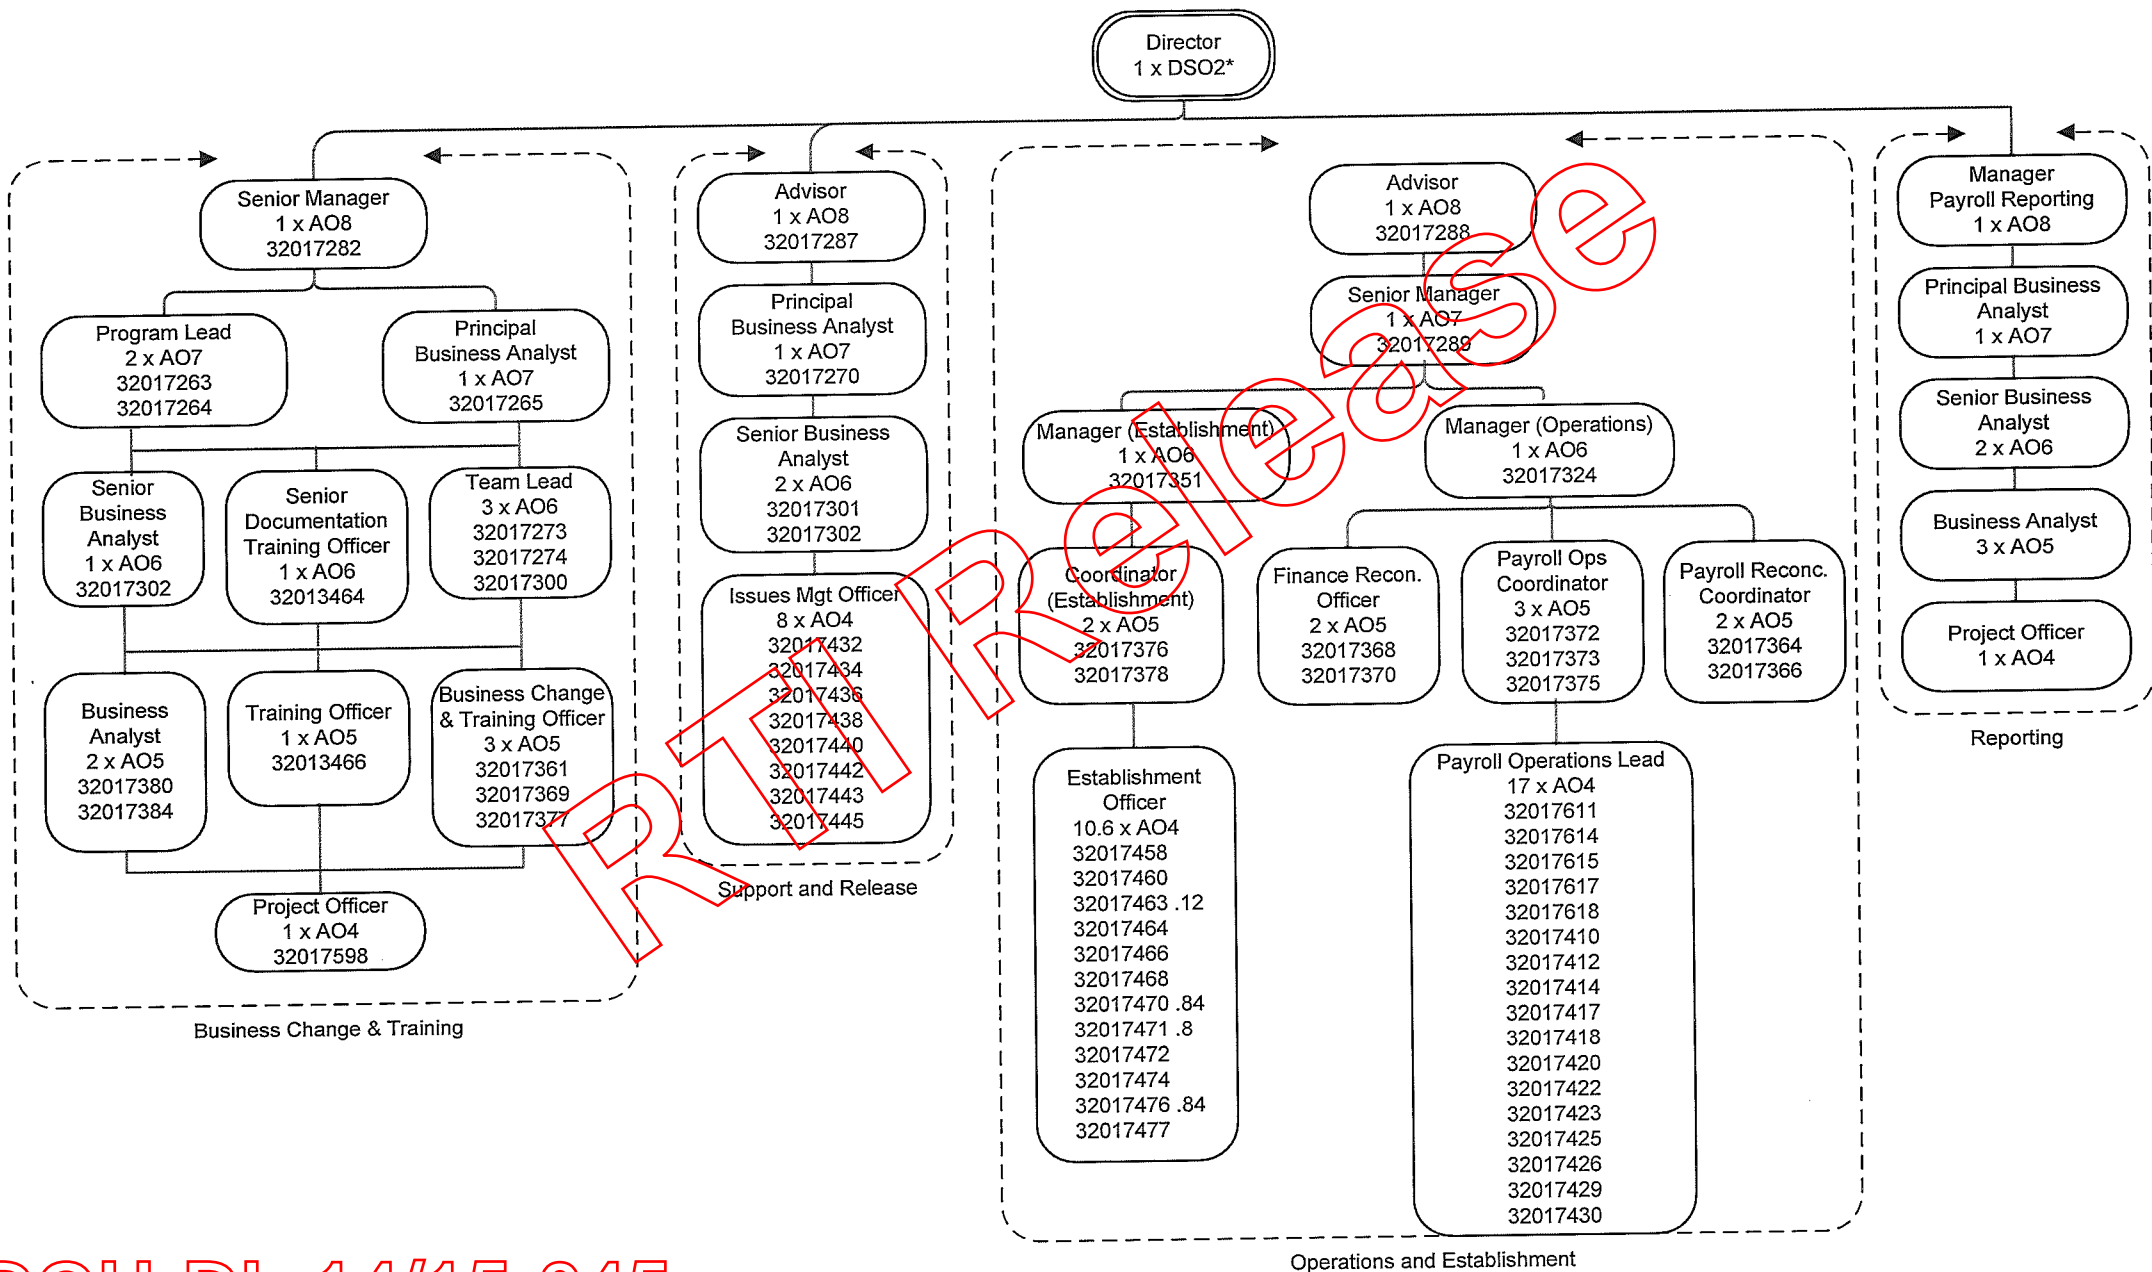 Director
1 x DSO2*
Senior Manager
1 x AO8
32017282
Program Lead
2 x AO7
32017263
32017264
Principal
Business Analyst
1 x AO7
32017265
Senior
Business
Analyst
1 x AO6
32017302
Senior
Documentation
Training Officer
1 x AO6
32013464
Team Lead
3 x AO6
32017273
32017274
32017300
Business
Analyst
2 x AO5
32017380
32017384
Training Officer
1 x AO5
32013466
Business Change
& Training Officer
3 x AO5
32017361
32017369
32017377
Project Officer
1 x AO4
32017598
Business Change & Training
Advisor
1 x AO8
32017287
Principal
Business Analyst
1 x AO7
32017270
Senior Business
Analyst
2 x AO6
32017301
32017302
Issues Mgt Officer
8 x AO4
32017432
32017434
32017436
32017438
32017440
32017442
32017443
32017445
Support and Release
Advisor
1 x AO8
32017288
Senior Manager
1 x AO7
32017289
Manager (Establishment)
1 x AO6
32017351
Manager (Operations)
1 x AO6
32017324
Coordinator
(Establishment)
2 x AO5
32017376
32017378
Finance Recon.
Officer
2 x AO5
32017368
32017370
Payroll Ops
Coordinator
3 x AO5
32017372
32017373
32017375
Payroll Reconc.
Coordinator
2 x AO5
32017364
32017366
Establishment
Officer
10.6 x AO4
32017458
32017460
32017463 .12
32017464
32017466
32017468
32017470 .84
32017471 .8
32017472
32017474
32017476 .84
32017477
Payroll Operations Lead
17 x AO4
32017611
32017614
32017615
32017617
32017618
32017410
32017412
32017414
32017417
32017418
32017420
32017422
32017423
32017425
32017426
32017429
32017430
Operations and Establishment
Manager
Payroll Reporting
1 x AO8
Principal Business
Analyst
1 x AO7
Senior Business
Analyst
2 x AO6
Business Analyst
3 x AO5
Project Officer
1 x AO4
Reporting
RTI Release